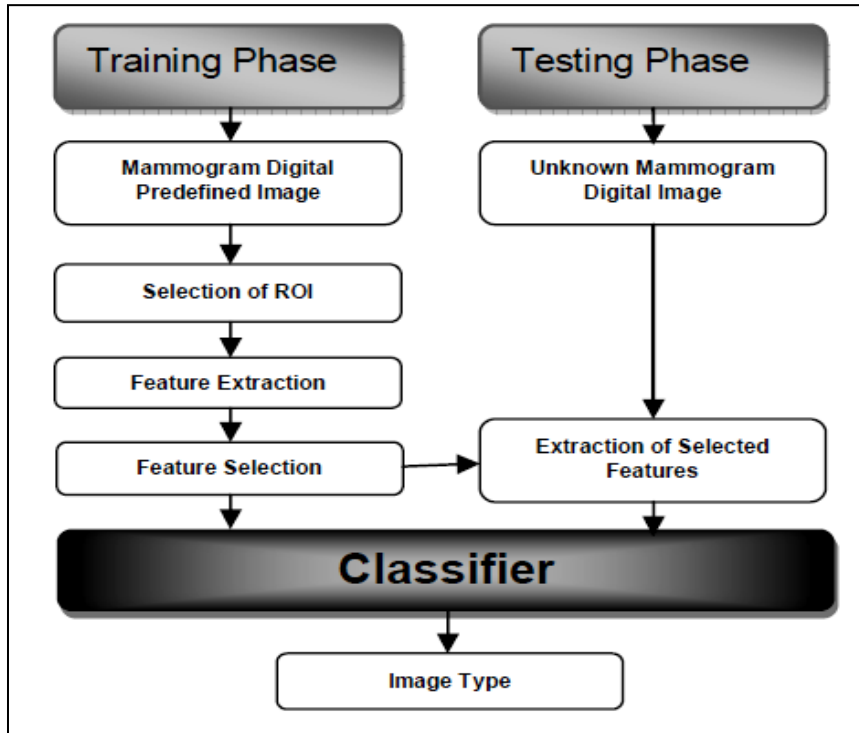 Training Phase
Testing Phase
Mammogram Digital
Predefined Image
Unknown Mammogram
Digital Image
Selection of ROI
Feature Extraction
Feature Selection
Extraction of Selected
Features
Classifier
Image Type